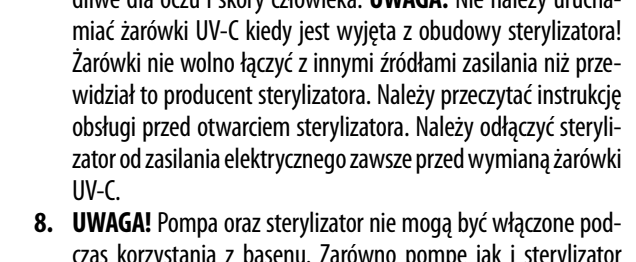 dliwe dla oczu i skóry człowieka. UWAGA! Nie należy urucha-
miać żarówki UV-C kiedy jest wyjęta z obudowy sterylizatora!
Żarówki nie wolno łączyć z innymi źródłami zasilania niż prze-
widział to producent sterylizatora. Należy przeczytać instrukcję
obsługi przed otwarciem sterylizatora. Należy odłączyć steryli-
zator od zasilania elektrycznego zawsze przed wymianą żarówki
UV-C.
8. UWAGA! Pompa oraz sterylizator nie mogą być włączone pod-
czas korzystania z basenu. Zarówno pompę jak i sterylizator